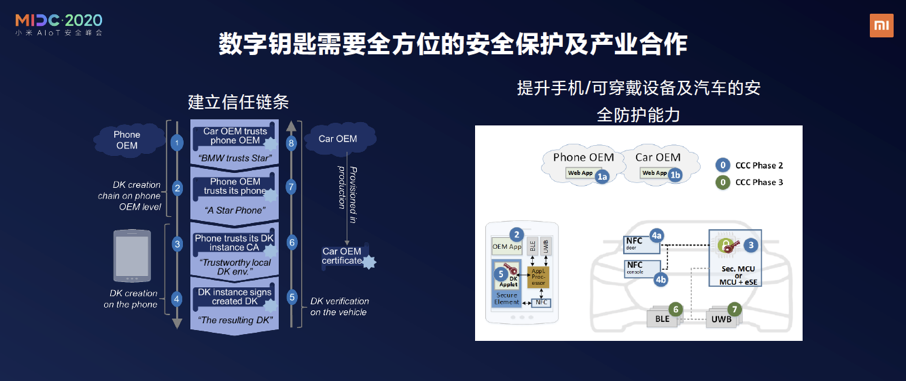 MIDC·2020
小米 AIoT 安全峰会
数字钥匙需要全方位的安全保护及产业合作
建立信任链条
Phone
OEM
DK creation
chain on phone
OEM level
DK creation
on the phone
1
Car OEM trusts
phone OEM
"BMW trusts Star"
8
2
Phone OEM
trusts its phone
"A Star Phone"
7
3
Phone trusts its DK
instance CA
"Trustworthy local
DK env."
6
4
DK instance signs
created DK
"The resulting DK"
5
Car OEM
Provisioned in
production
Car OEM
certificate
DK verification
on the vehicle
提升手机/可穿戴设备及汽车的安
全防护能力
Phone OEM
Web App
1a
Car OEM
Web App
1b
0 CCC Phase 2
0 CCC Phase 3
2
OEM App
BLE
UWB
5
DK
Applet
Appl.
Proc-
essor
Secure
Element
NFC
NFC
door
4a
NFC
console
4b
3
Sec. MCU
or
MCU + eSE
BLE
6
UWB
7